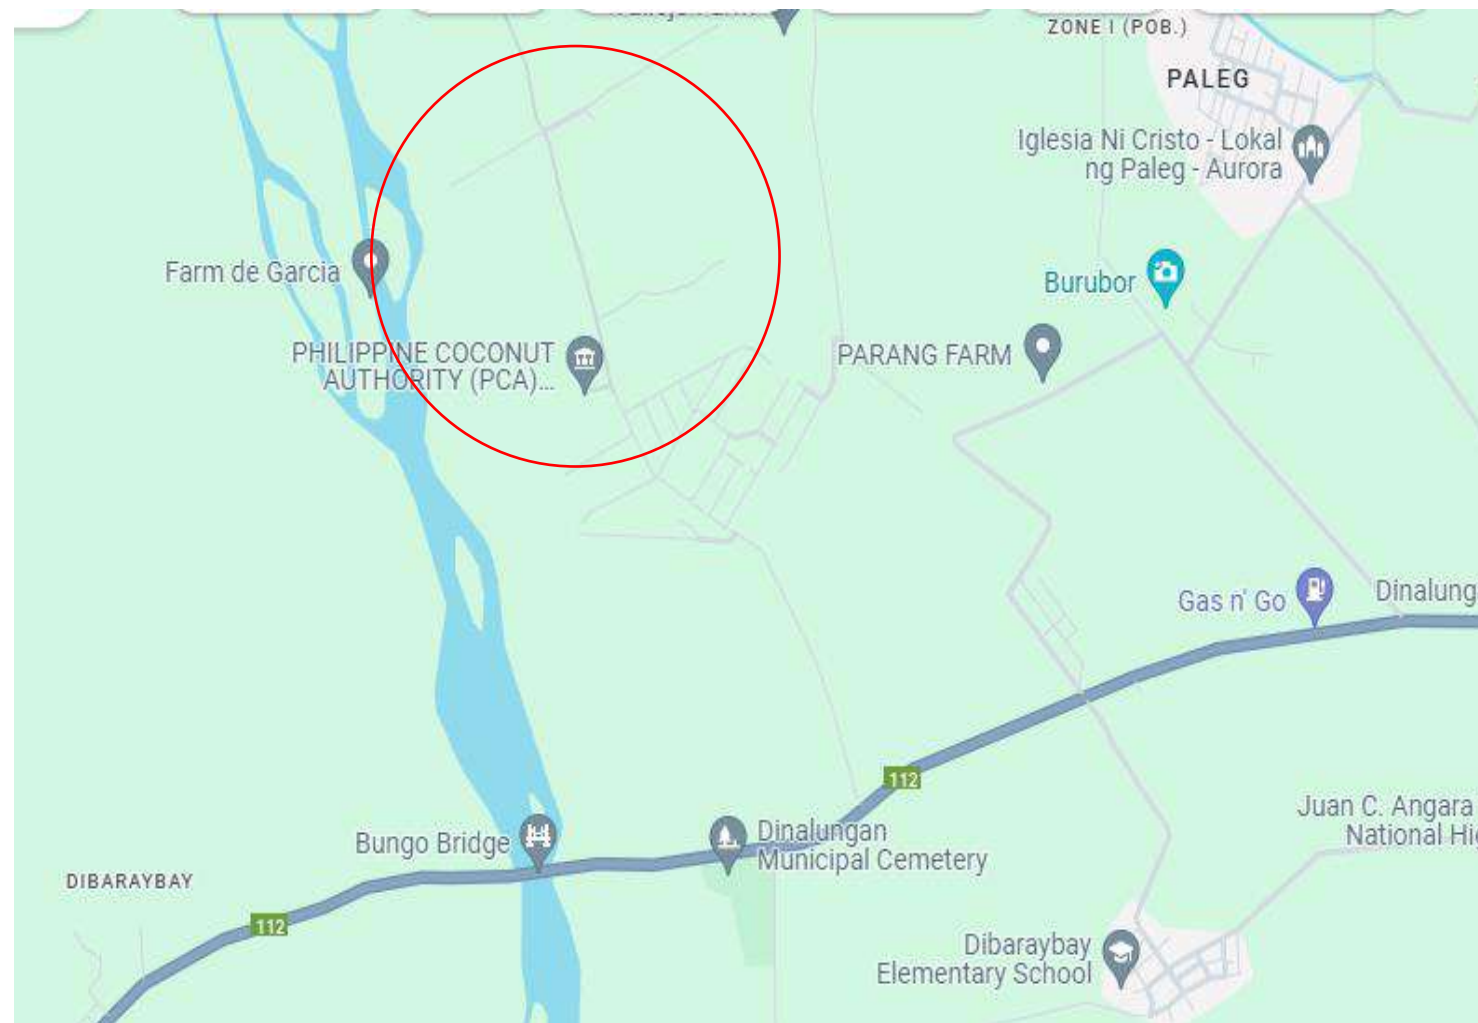 ZONE I (POB.)
PALEG
Iglesia Ni Cristo - Lokal
ng Paleg - Aurora
Farm de Garcia
Burubor
PHILIPPINE COCONUT
AUTHORITY (PCA)...
PARANG FARM
Gas n' Go
Dinalung
112
Juan C. Angara
National Hig
Bungo Bridge
Dinalungan
Municipal Cemetery
DIBARAYBAY
112
Dibaraybay
Elementary School